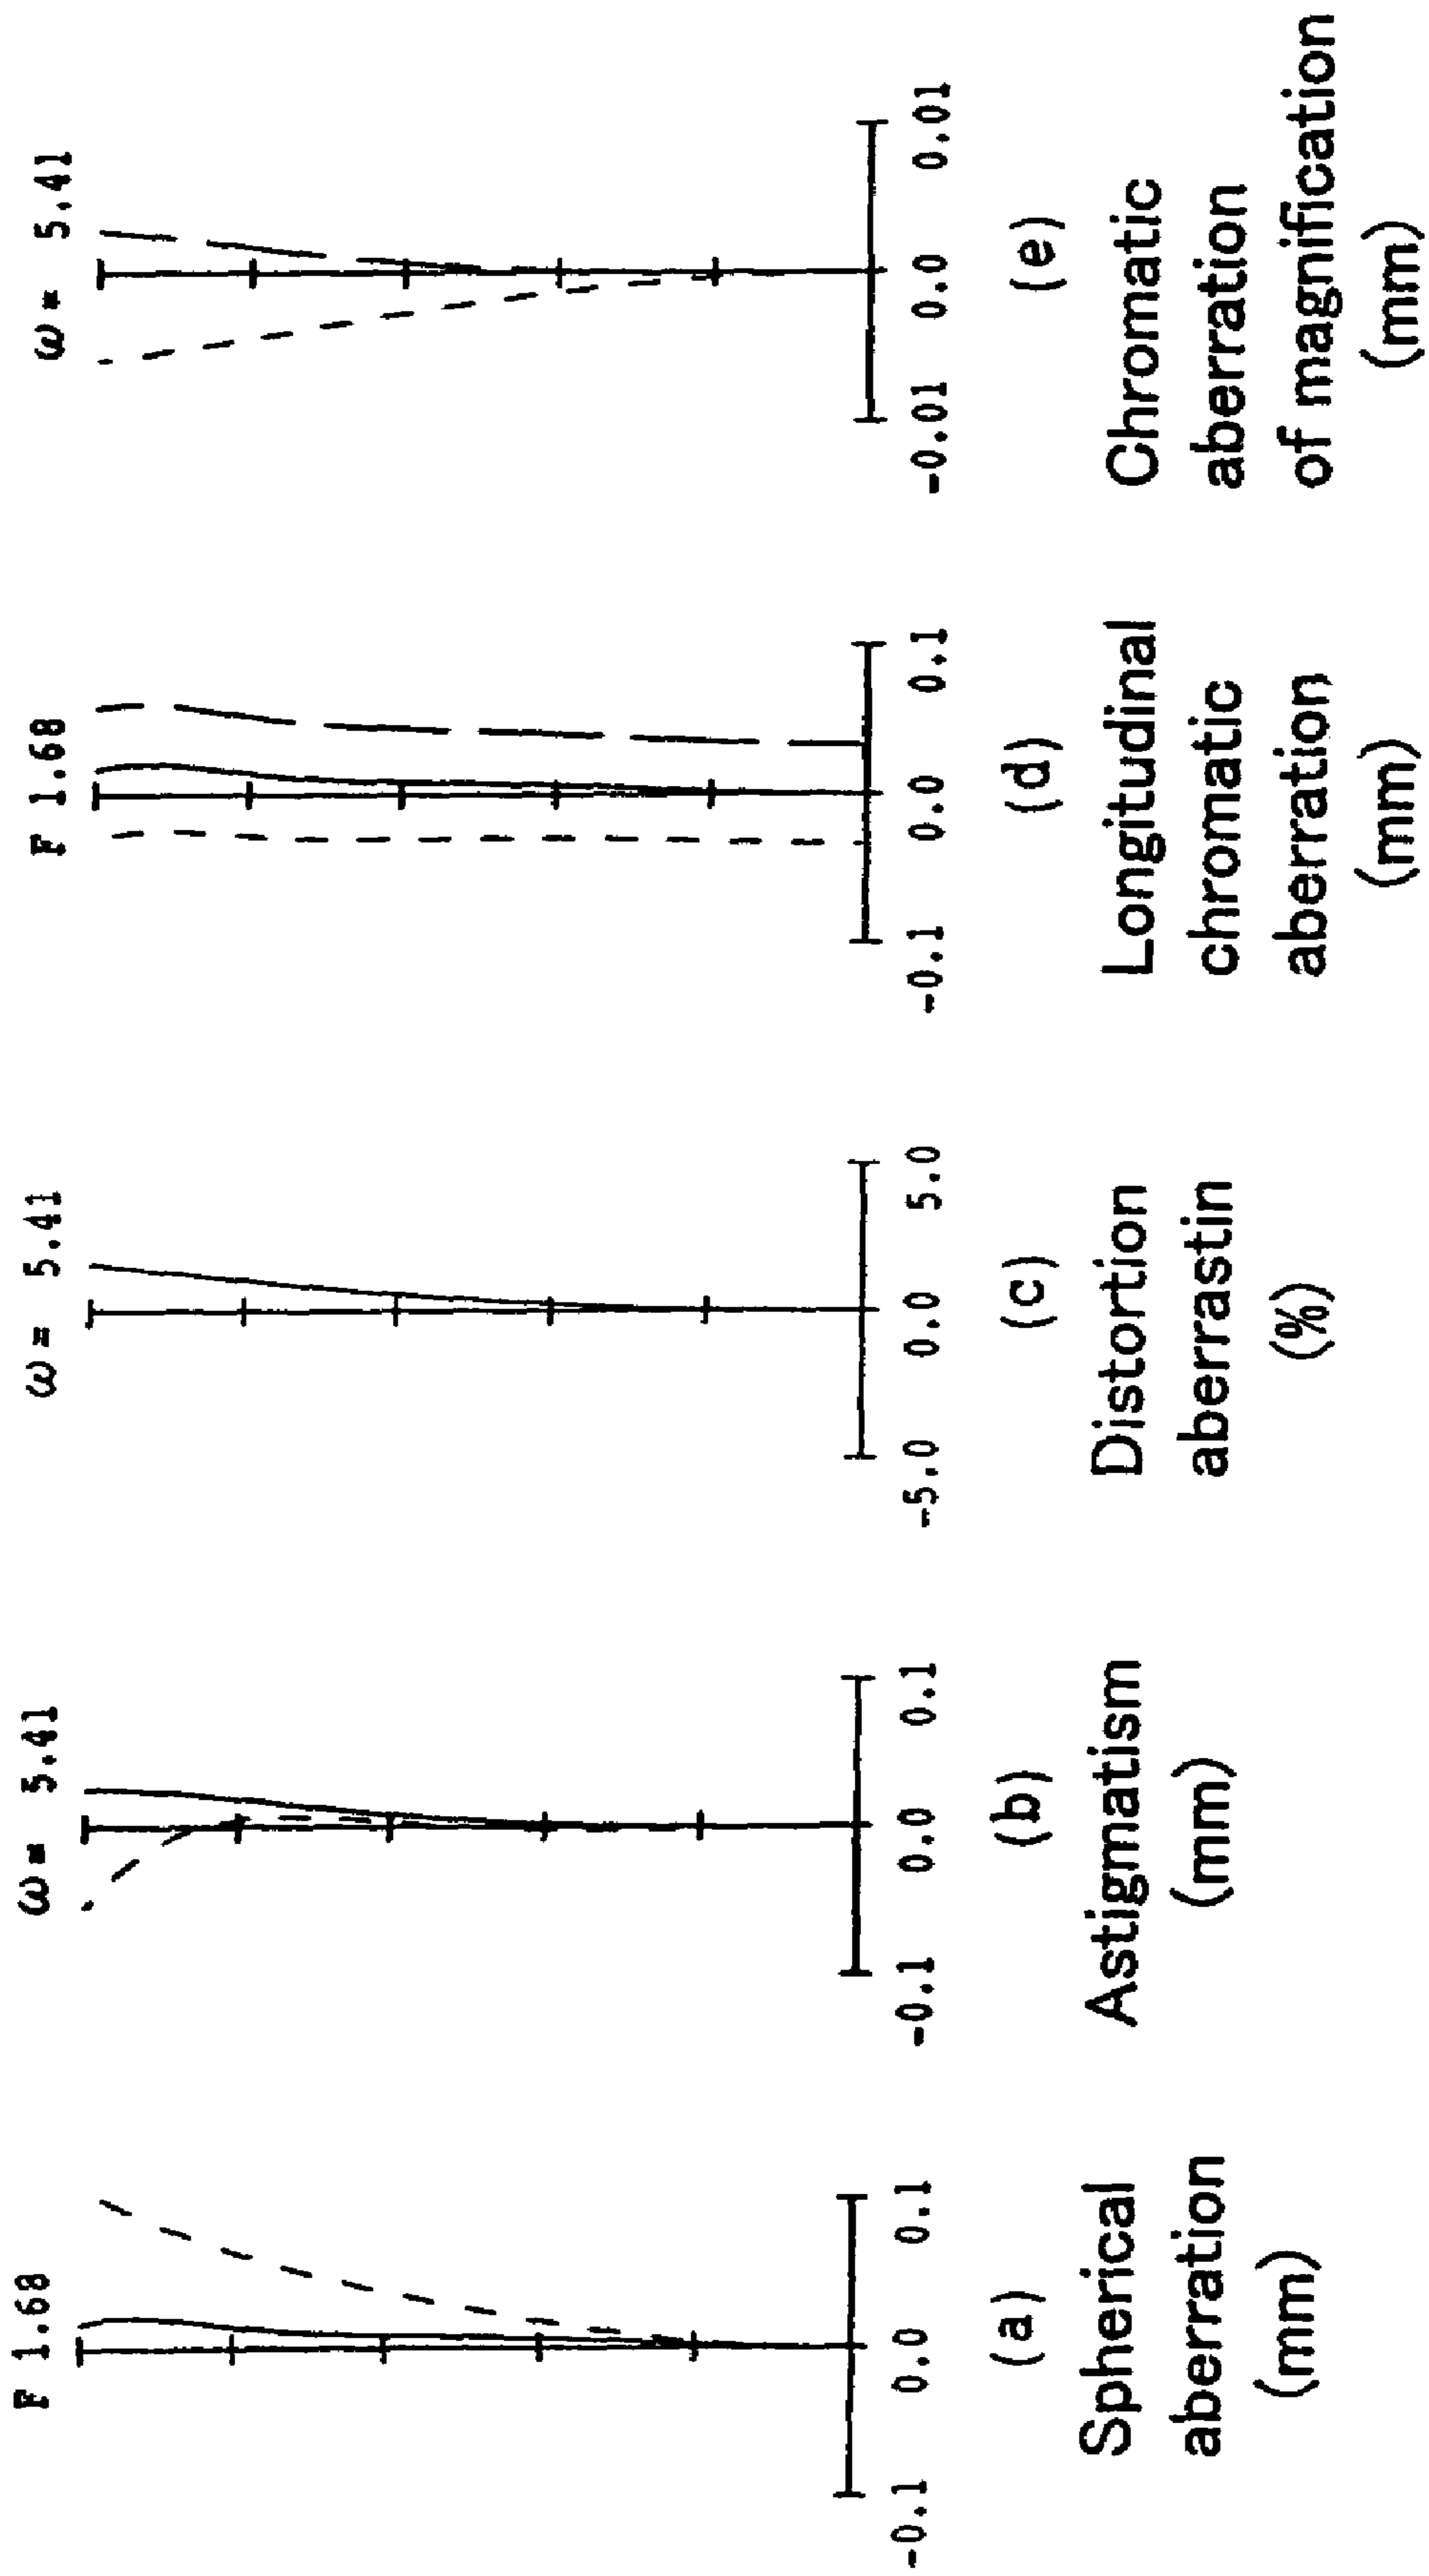 F 1.68
-0.1 0.0 0.1
(a)
Spherical
aberration
(mm)
ω= 5.41
-0.1 0.0 0.1
(b)
Astigmatism
(mm)
ω= 5.41
-5.0 0.0 5.0
(c)
Distortion
aberrastin
(%)
F 1.68
-0.1 0.0 0.1
(d)
Longitudinal
chromatic
aberration
(mm)
ω= 5.41
-0.01 0.0 0.01
(e)
Chromatic
aberration
of magnification
(mm)